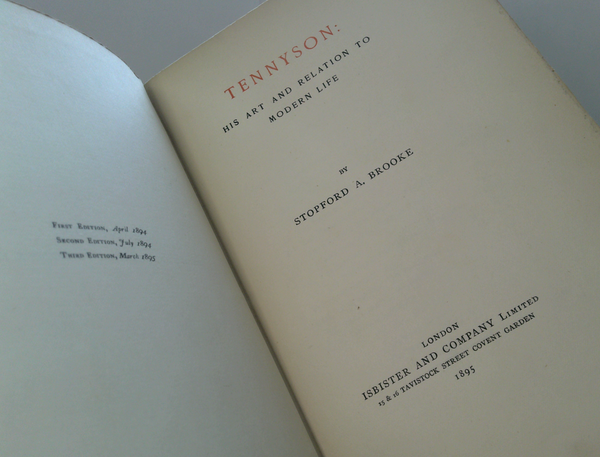 First Edition, April 1894
Second Edition, July 1894
Third Edition, March 1895
TENNYSON:
HIS ART AND RELATION TO
MODERN LIFE
BY
STOPFORD A. BROOKE
LONDON
ISBISTER AND COMPANY LIMITED
15 & 16 TAVISTOCK STREET COVENT GARDEN
1895